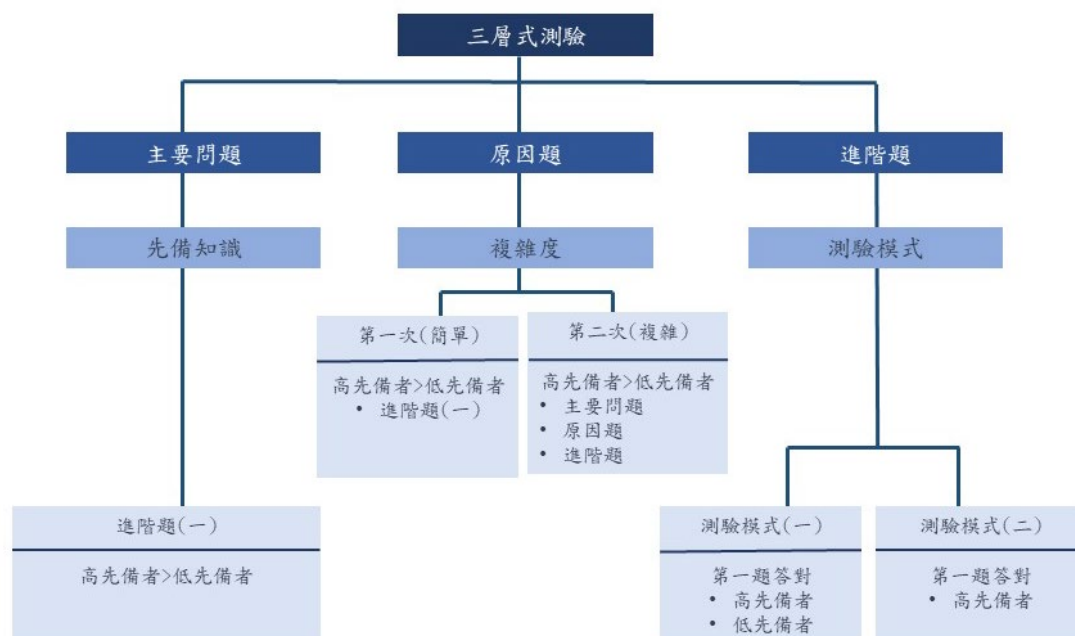 三層式測驗
主要問題
原因題
進階題
先備知識
複雜度
測驗模式
第一次(簡單)
高先備者>低先備者
• 進階題(一)
第二次(複雜)
高先備者>低先備者
• 主要問題
• 原因題
• 進階題
進階題(一)
高先備者>低先備者
測驗模式(一)
第一題答對
• 高先備者
• 低先備者
測驗模式(二)
第一題答對
• 高先備者